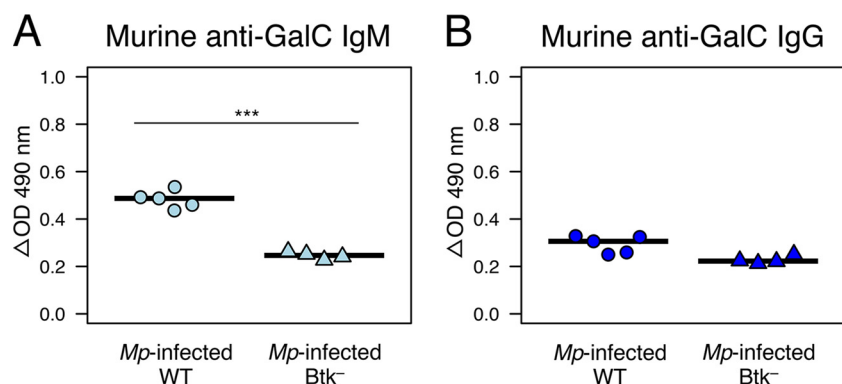 A
Murine anti-GalC IgM
△OD 490 nm
1.0
0.8
0.6
0.4
0.2
0.0
***
Mp-infected
WT
Mp-infected
Btk–
B
Murine anti-GalC IgG
△OD 490 nm
1.0
0.8
0.6
0.4
0.2
0.0
Mp-infected
WT
Mp-infected
Btk–